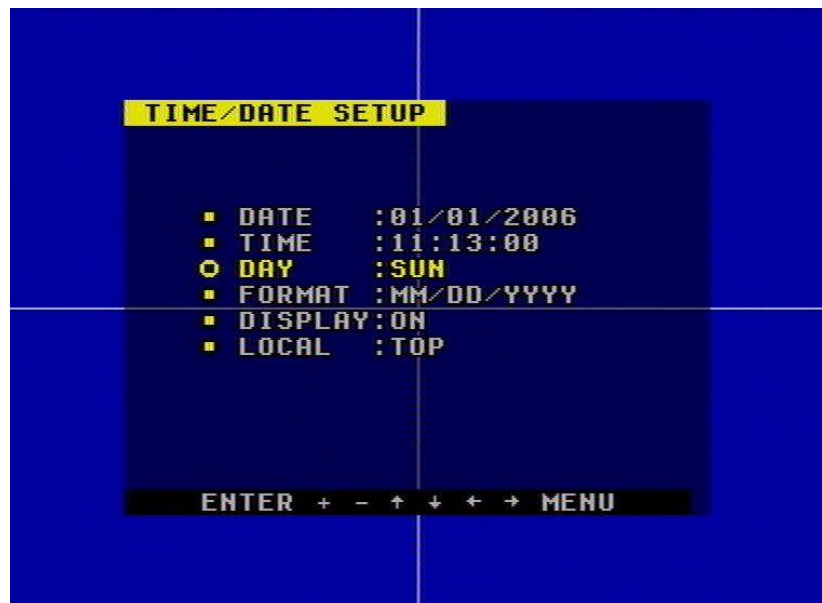 TIME/DATE SETUP
DATE :01/01/2006
TIME :11:13:00
DAY :SUN
FORMAT :MM/DD/YYYY
DISPLAY:ON
LOCAL :TOP
ENTER + - ↑ ↓ ← → MENU